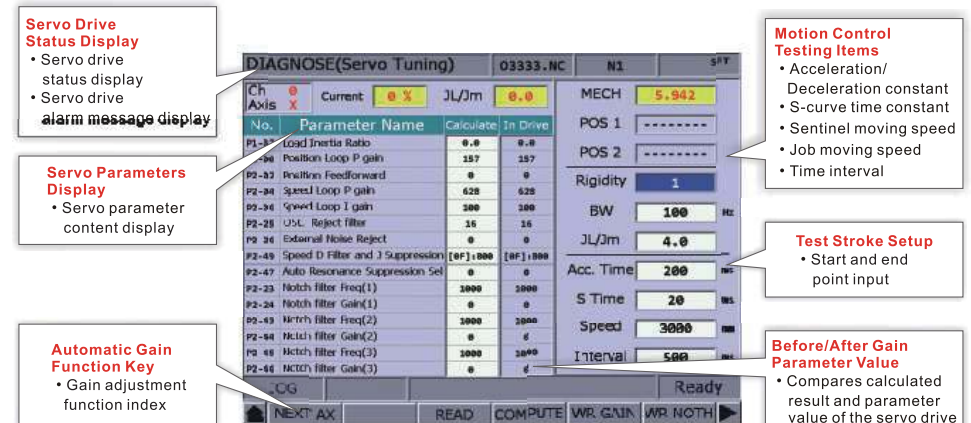 Servo Drive
Status Display
• Servo drive
status display
• Servo drive
alarm message display
Servo Parameters
Display
• Servo parameter
content display
Automatic Gain
Function Key
• Gain adjustment
function index
DIAGNOSE(Servo Tuning) O3333.NC N1
Ch 0 Current 0 % JL/Jm 0.0
Axis X
No. Parameter Name Calculate In Drive
Load Inertia Ratio 0.0 0.0
Position Loop P gain 157 157
Position Feedforward 0 0
Speed Loop P gain 628 628
Speed Loop I gain 100 100
P2-25 Reject filter 16 16
External Noise Reject 0 0
P2-49 Speed D Filter and J Suppression [0F]:800 [0F]:800
P2-47 Auto Resonance Suppression Sel 0 0
P2-23 Notch filter Freq(1) 1000 1000
P2-24 Notch filter Gain(1) 0 0
Notch filter Freq(2) 1000 1000
Notch filter Gain(2) 0
Notch filter Freq(3) 1000
Notch filter Gain(3) 0
MECH 5.942
POS 1 --------
POS 2 --------
Rigidity 1
BW 100 Hz
JL/Jm 4.0
Acc. Time 200 ms
S Time 20 ms
Speed 3000
Interval 500
Ready
NEXT AX READ COMPUTE WR GAIN WR NOTH
Motion Control
Testing Items
• Acceleration/
Deceleration constant
• S-curve time constant
• Sentinel moving speed
• Job moving speed
• Time interval
Test Stroke Setup
• Start and end
point input
Before/After Gain
Parameter Value
• Compares calculated
result and parameter
value of the servo drive